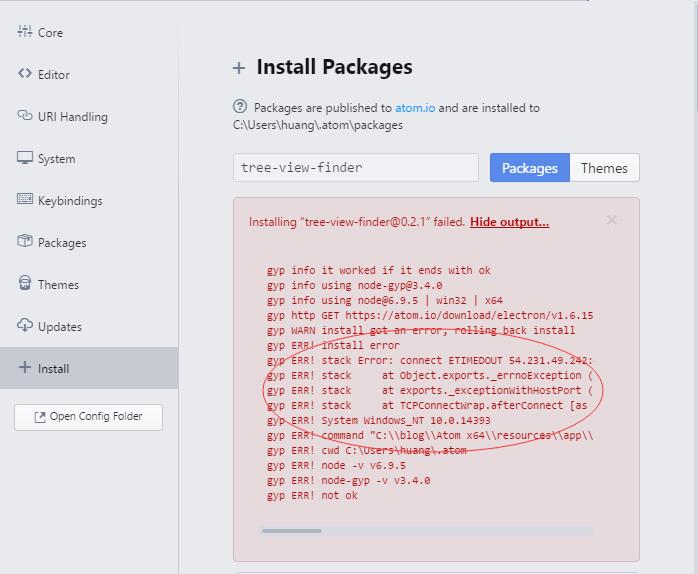 Core
Editor
URI Handling
System
Keybindings
Packages
Themes
Updates
Install
Open Config Folder
Install Packages
Packages are published to atom.io and are installed to
C:\Users\huang\.atom\packages
tree-view-finder
Packages
Themes
Installing “tree-view-finder@0.2.1” failed. Hide output...
gyp info it worked if it ends with ok
gyp info using node-gyp@3.4.0
gyp info using node@6.9.5 | win32 | x64
gyp http GET https://atom.io/download/electron/v1.6.15
gyp WARN install got an error, rolling back install
gyp ERR! install error
gyp ERR! stack Error: connect ETIMEDOUT 54.231.49.242:
gyp ERR! stack     at Object.exports._errnoException (
gyp ERR! stack     at exports._exceptionWithHostPort (
gyp ERR! stack     at TCPConnectWrap.afterConnect [as
gyp ERR! System Windows_NT 10.0.14393
gyp ERR! command "C:\\blog\\Atom x64\\resources\\app\\
gyp ERR! cwd C:\Users\huang\.atom
gyp ERR! node -v v6.9.5
gyp ERR! node-gyp -v v3.4.0
gyp ERR! not ok